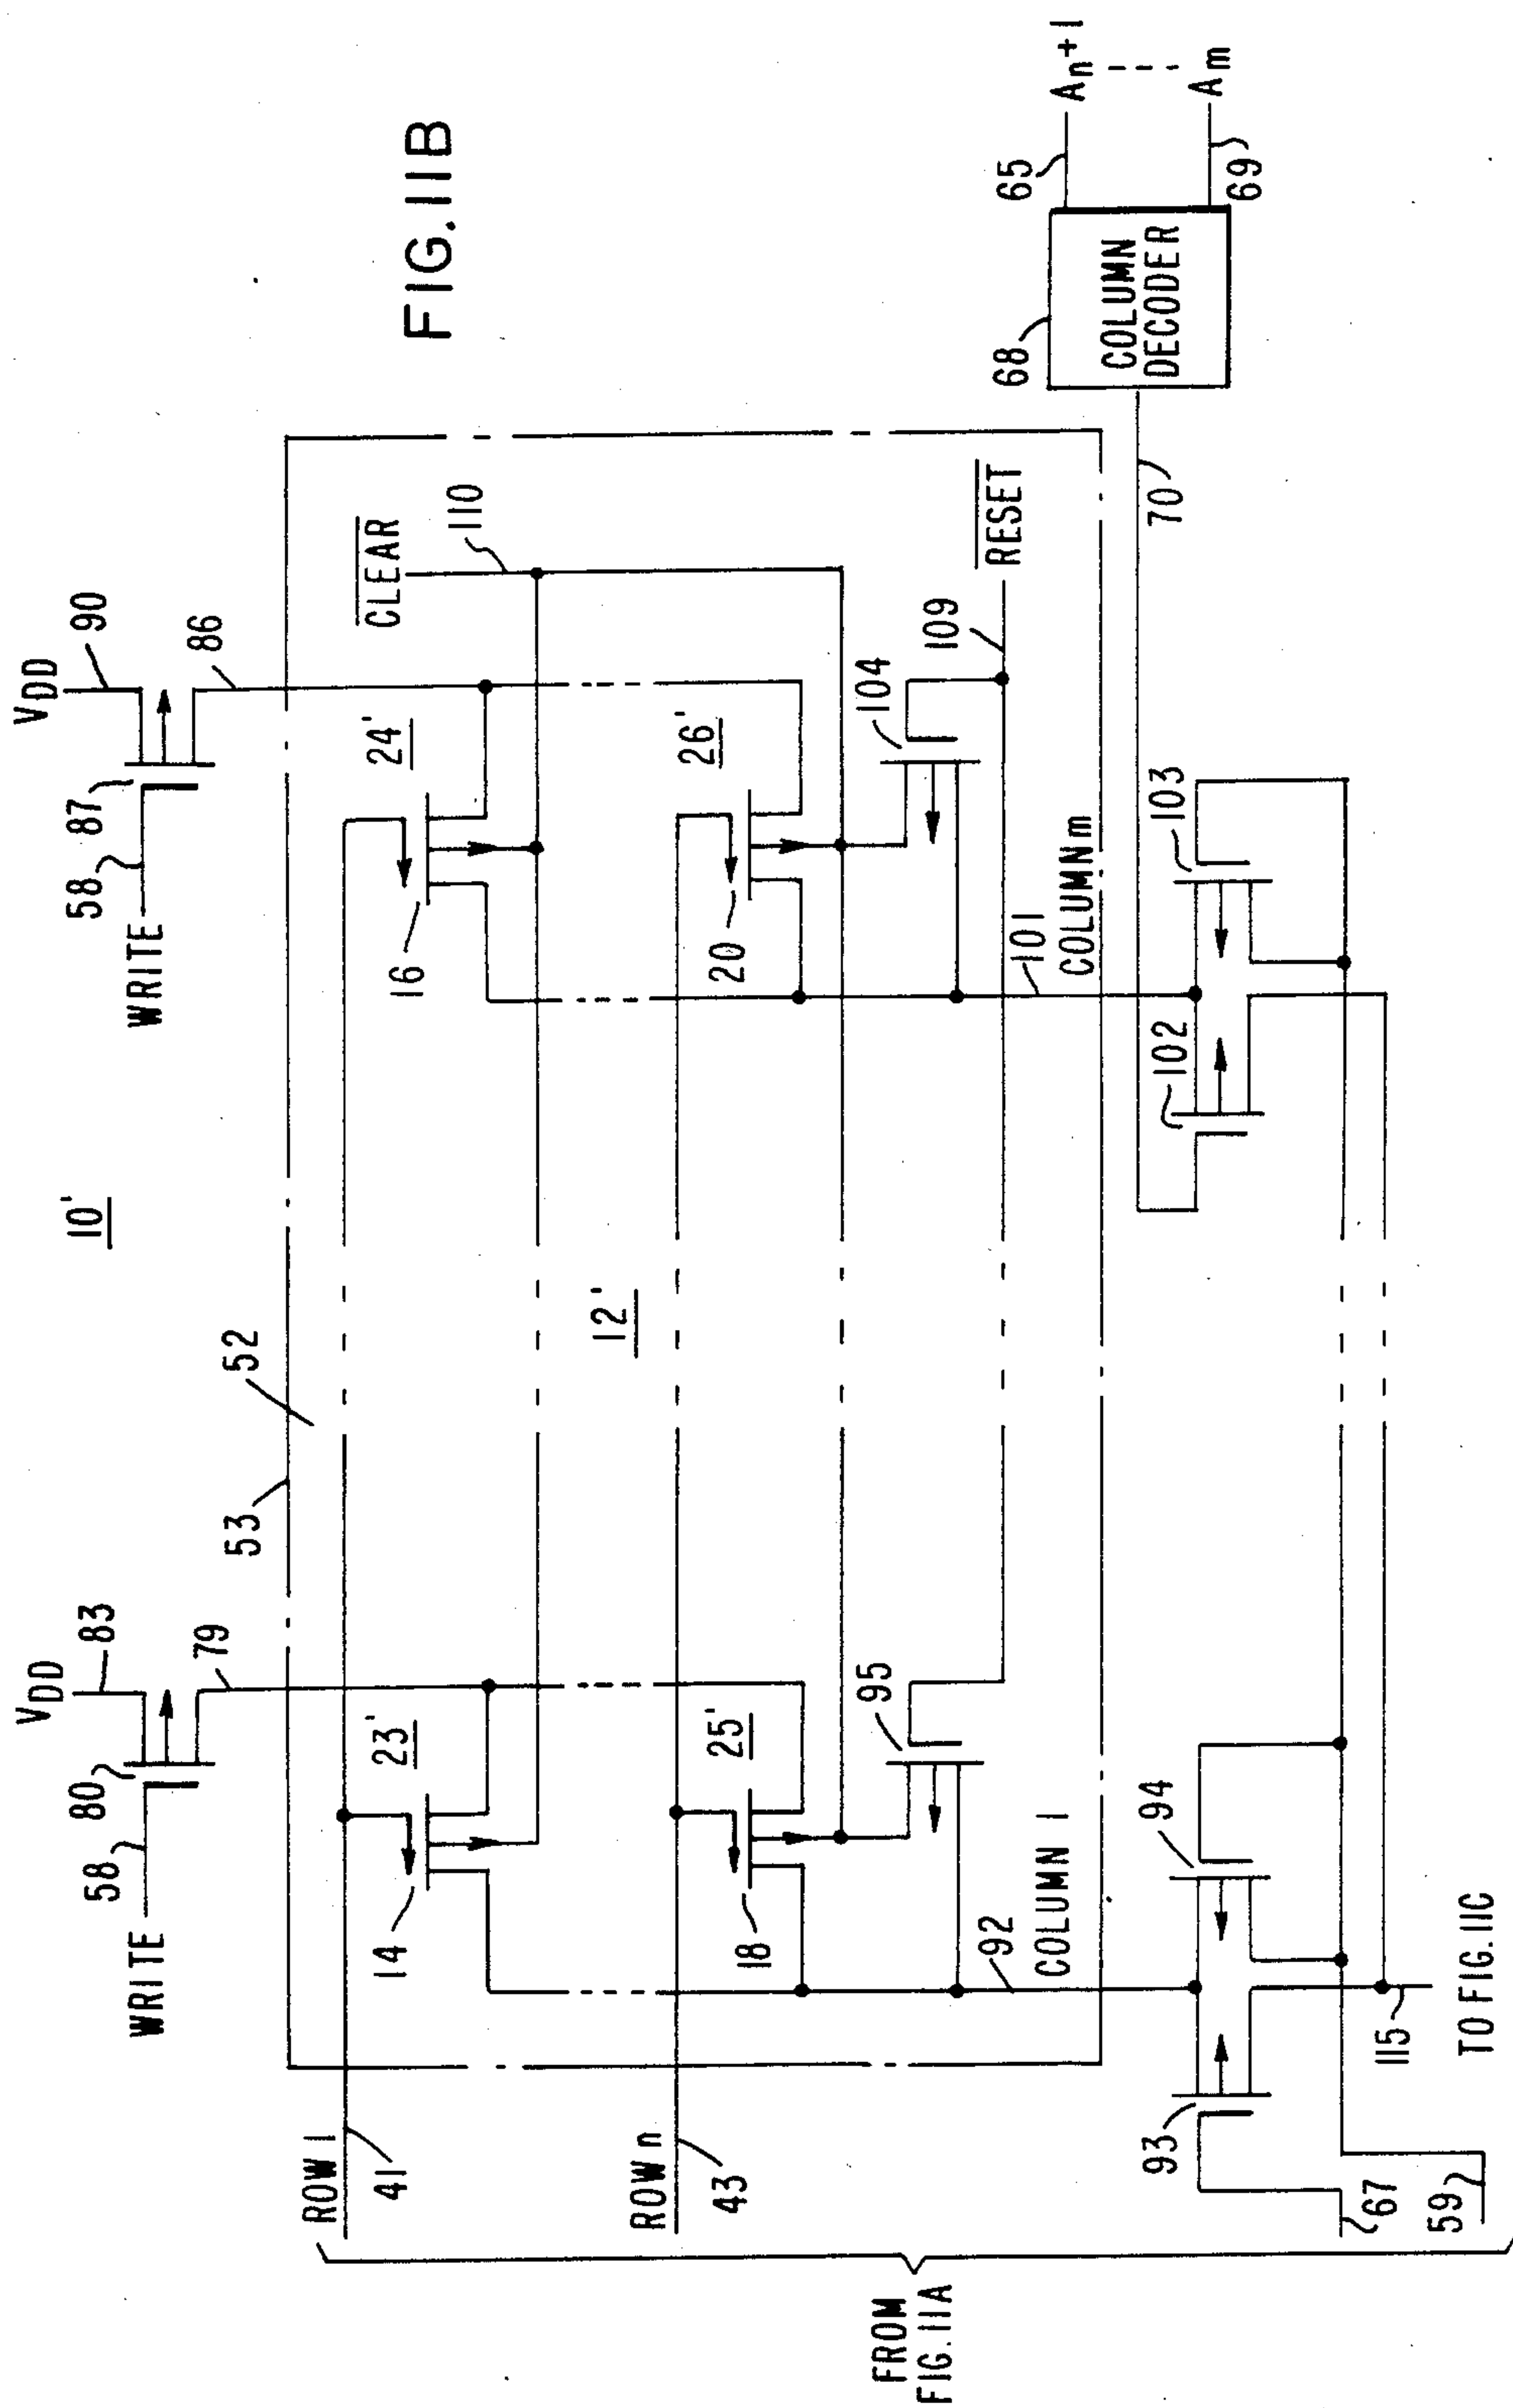 FIG. 11B
10'
VDD
83
80
58
WRITE
79
VDD
90
87
58
WRITE
86
53
52
ROW 1
41
14
23'
16
24'
CLEAR
110
12'
ROW n
43
18
25'
20
26'
95
104
109
RESET
92
COLUMN 1
101
COLUMN m
93
94
102
103
70
68
COLUMN
DECODER
65
An+1
Am
69
67
59
115
TO FIG. 11C
FROM
FIG. 11A